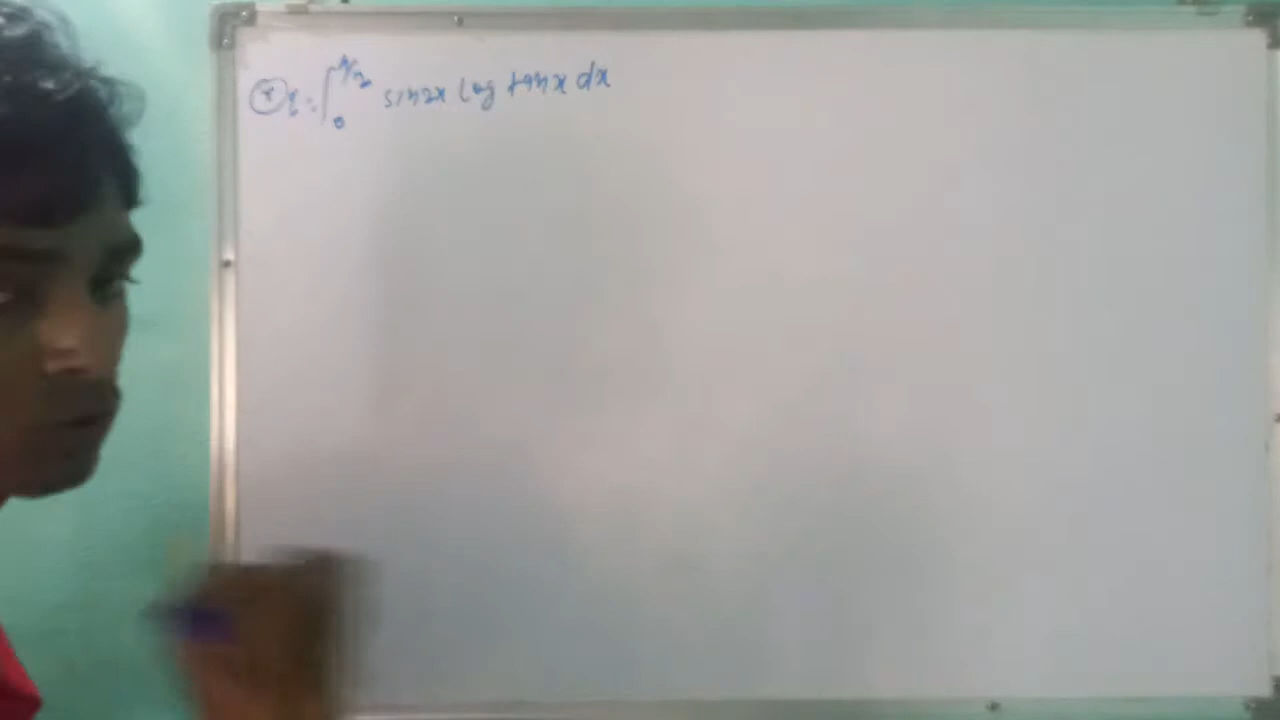 ④ I = ∫₀^{π/2} sin2x log tanx dx